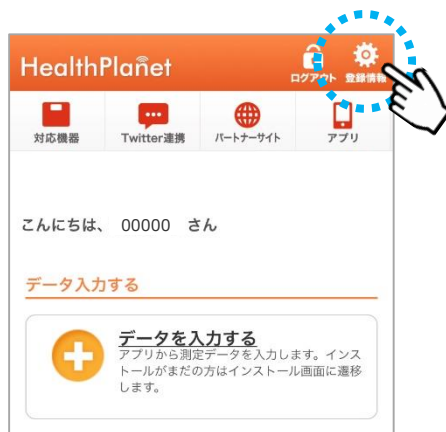 HealthPlanet
ログアウト 登録情報
対応機器 Twitter連携 パートナーサイト アプリ
こんにちは、 00000 さん
データ入力する
データを入力する
アプリから測定データを入力します。インス
トールがまだの方はインストール画面に遷移
します。